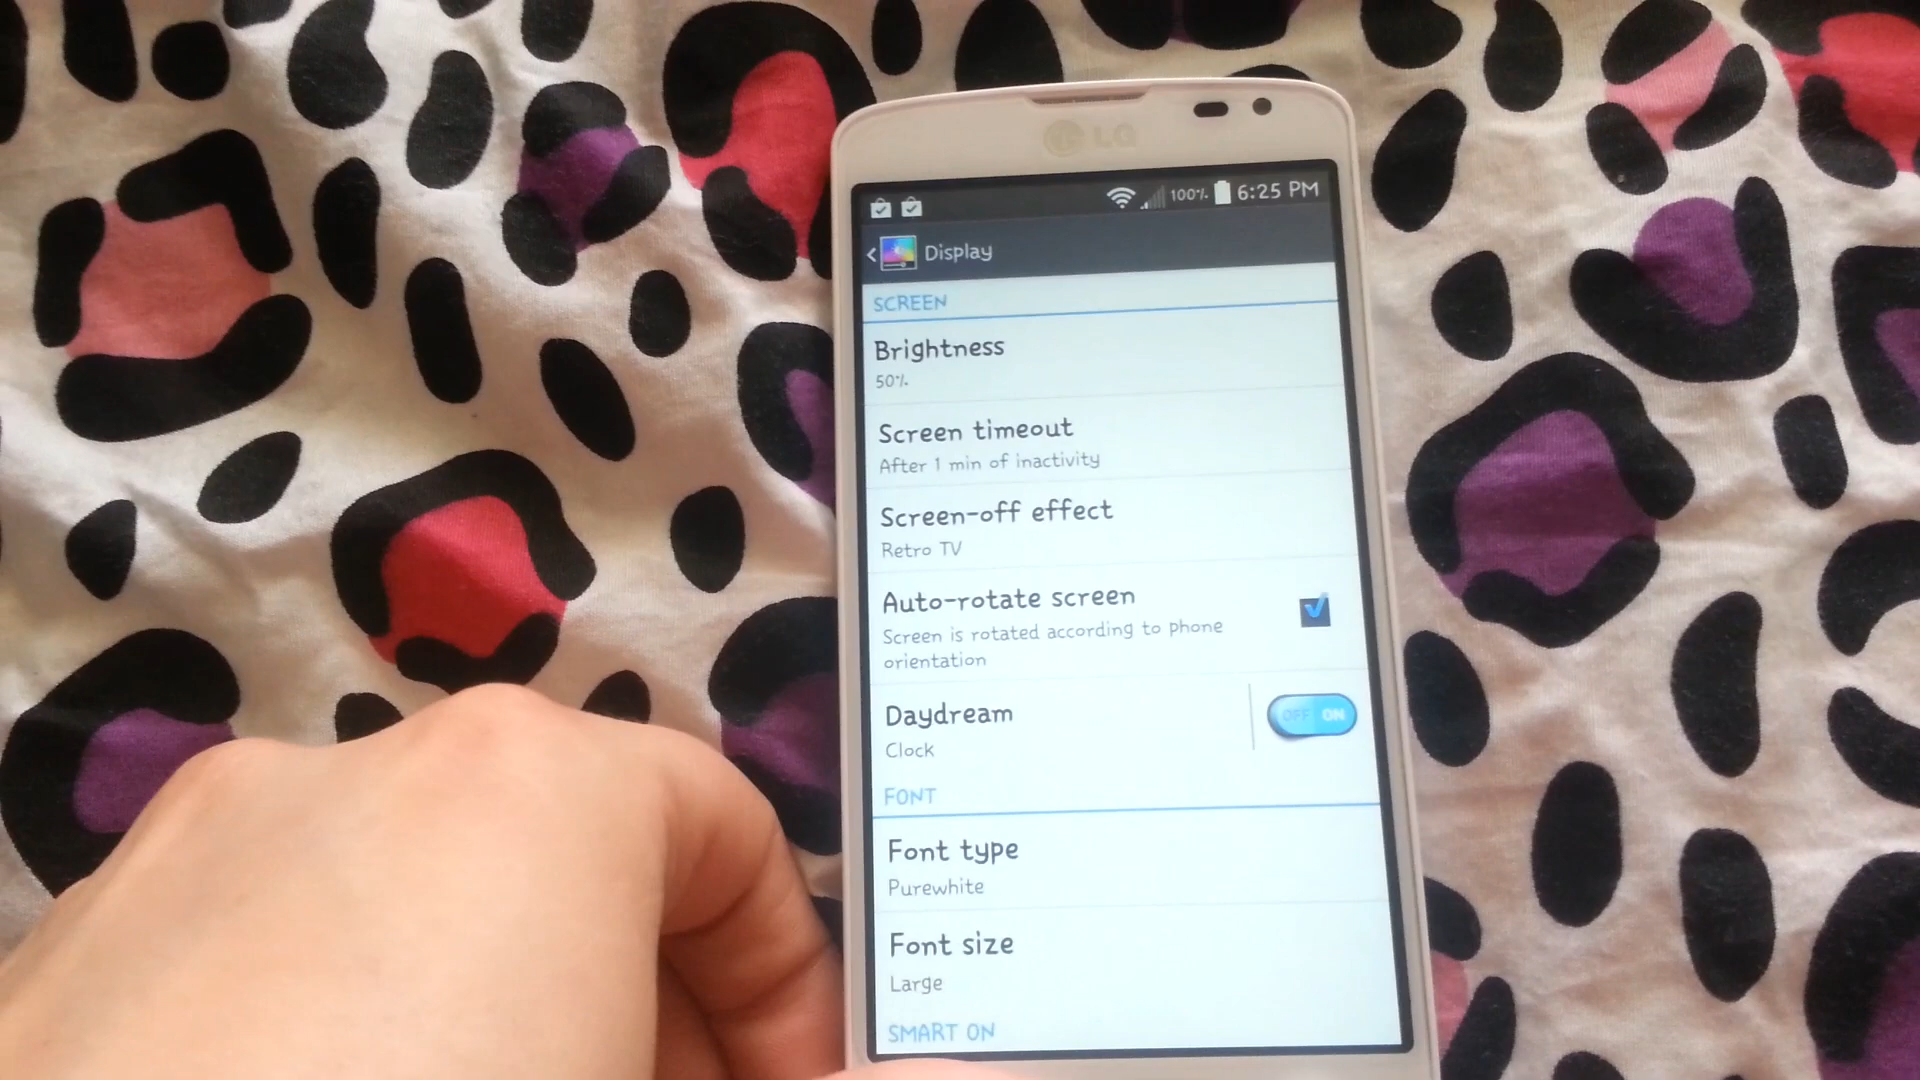 LG
100% 6:25 PM
Display
SCREEN
Brightness
50%
Screen timeout
After 1 min of inactivity
Screen-off effect
Retro TV
Auto-rotate screen
Screen is rotated according to phone
orientation
Daydream
OFF ON
Clock
FONT
Font type
Purewhite
Font size
Large
SMART ON